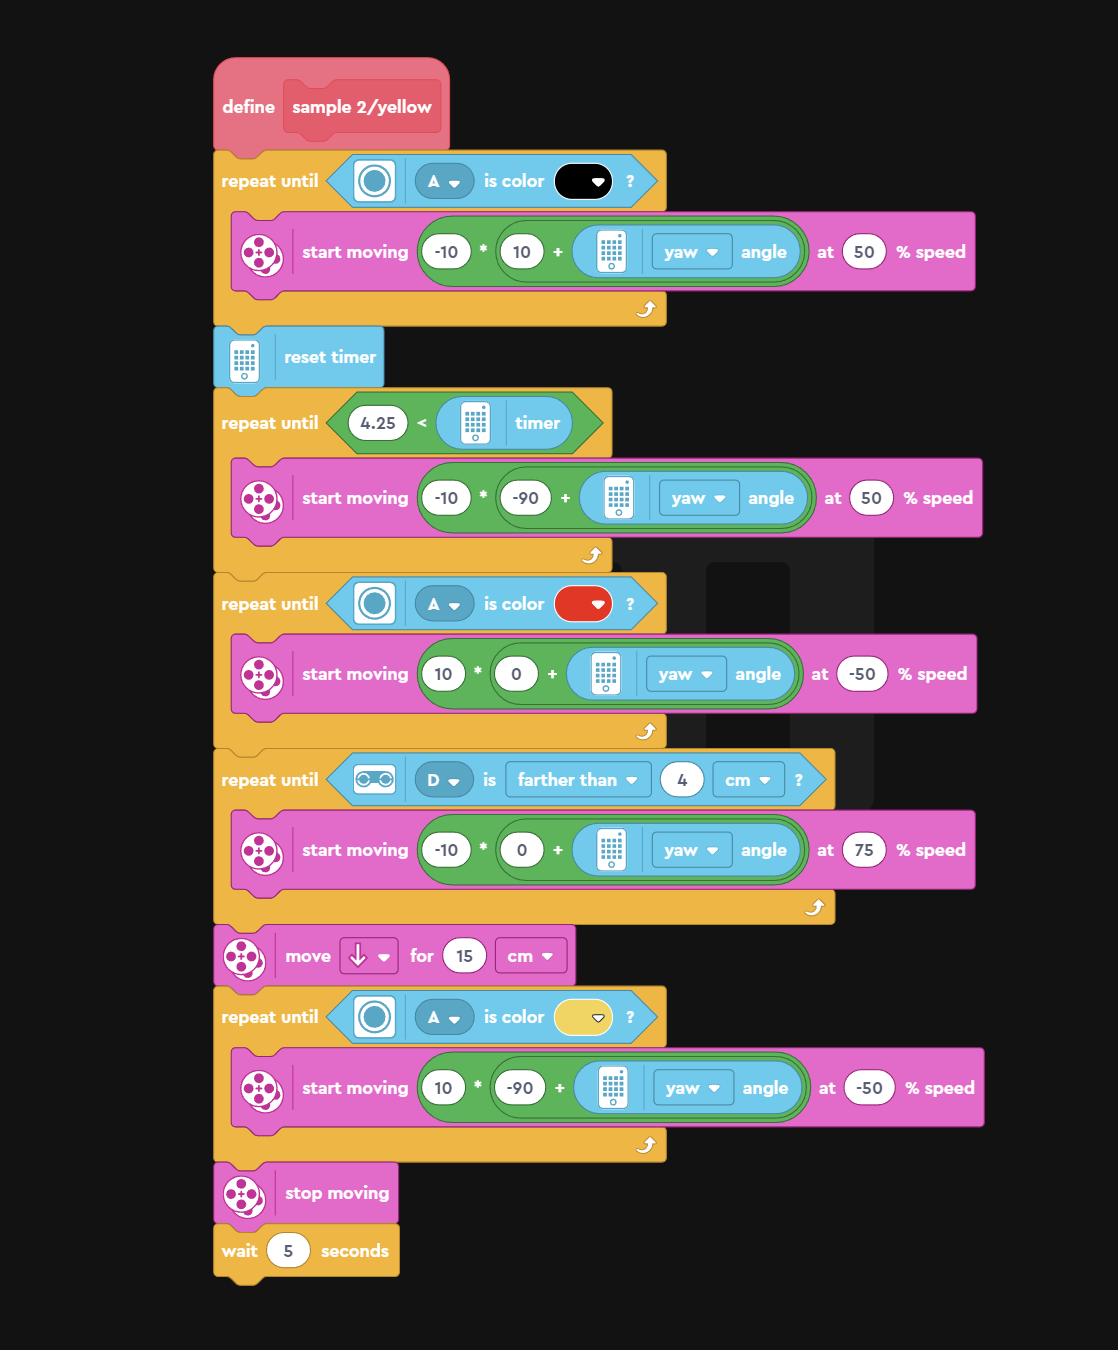 define sample 2/yellow
repeat until A is color ?
start moving -10 * 10 + yaw angle at 50 % speed
reset timer
repeat until 4.25 < timer
start moving -10 * -90 + yaw angle at 50 % speed
repeat until A is color ?
start moving 10 * 0 + yaw angle at -50 % speed
repeat until D is farther than 4 cm ?
start moving -10 * 0 + yaw angle at 75 % speed
move for 15 cm
repeat until A is color ?
start moving 10 * -90 + yaw angle at -50 % speed
stop moving
wait 5 seconds